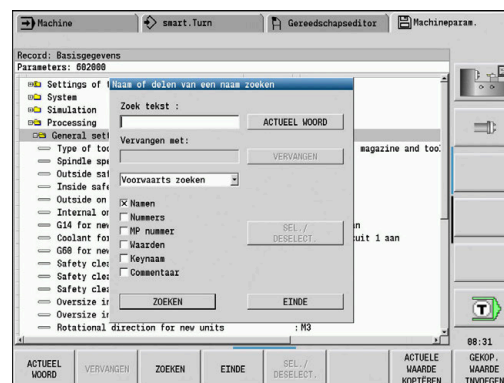 Machine
smart.Turn
Gereedschapseditor
Machineparam.
Record: Basisgegevens
Parameters: 602000
Settings of
System
Simulation
Processing
General sett
Type of too
magazine and too
Spindle spe
Outside saf
Inside safe
Outside on
Internal on
G14 for new
Coolant for
uit 1 aan
G60 for new
Safety clea
Safety clea
Safety clea
Oversize in
Oversize in
Rotational direction for new units
: M3
Naam of delen van een naam zoeken
Zoek tekst :
ACTUEEL WOORD
Vervangen met:
VERVANGEN
Voorwaarts zoeken
Namen
Nummers
MP nummer
Waarden
Keynaam
Commentaar
SEL./
DESELECT.
ZOEKEN
EINDE
T
08:31
ACTUEEL
WOORD
VERVANGEN
ZOEKEN
EINDE
SEL./
DESELECT.
ACTUELE
WAARDE
KOPIËREN
GEKOP.
WAARDE
INVOEGEN